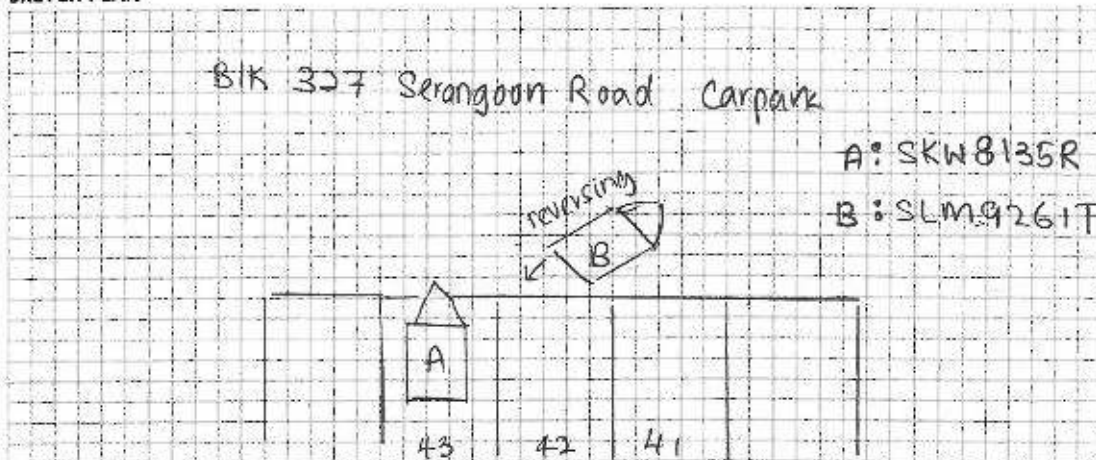 Blk 327 Serangoon Road Carpark
A: SKW8135R
B: SLM9261T
reversing
B
A
43 42 41